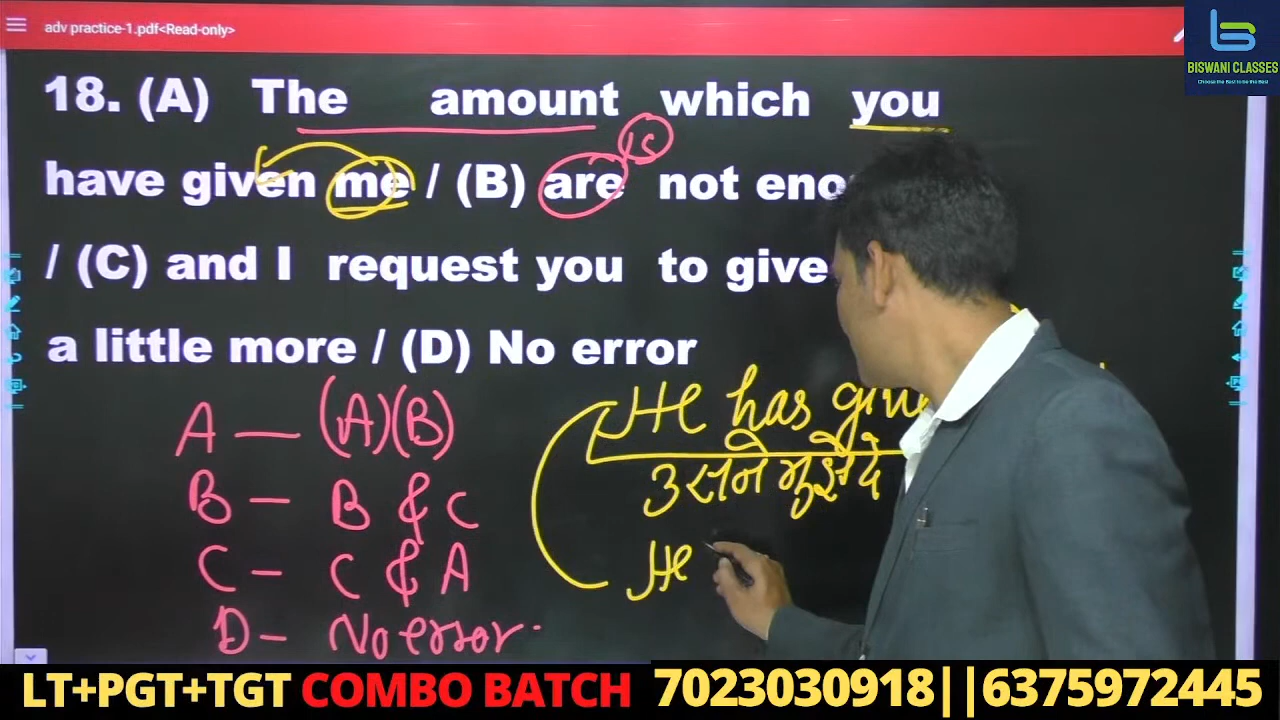 adv practice-1.pdf<Read-only>
BISWANI CLASSES
18. (A) The amount which you
have given me / (B) are not
is
/ (C) and I request you to give
a little more / (D) No error
A — (A)(B)
B — B & C
C — C & A
D — No error.
He has
उसने मुझे दे
He
LT+PGT+TGT COMBO BATCH 7023030918||6375972445